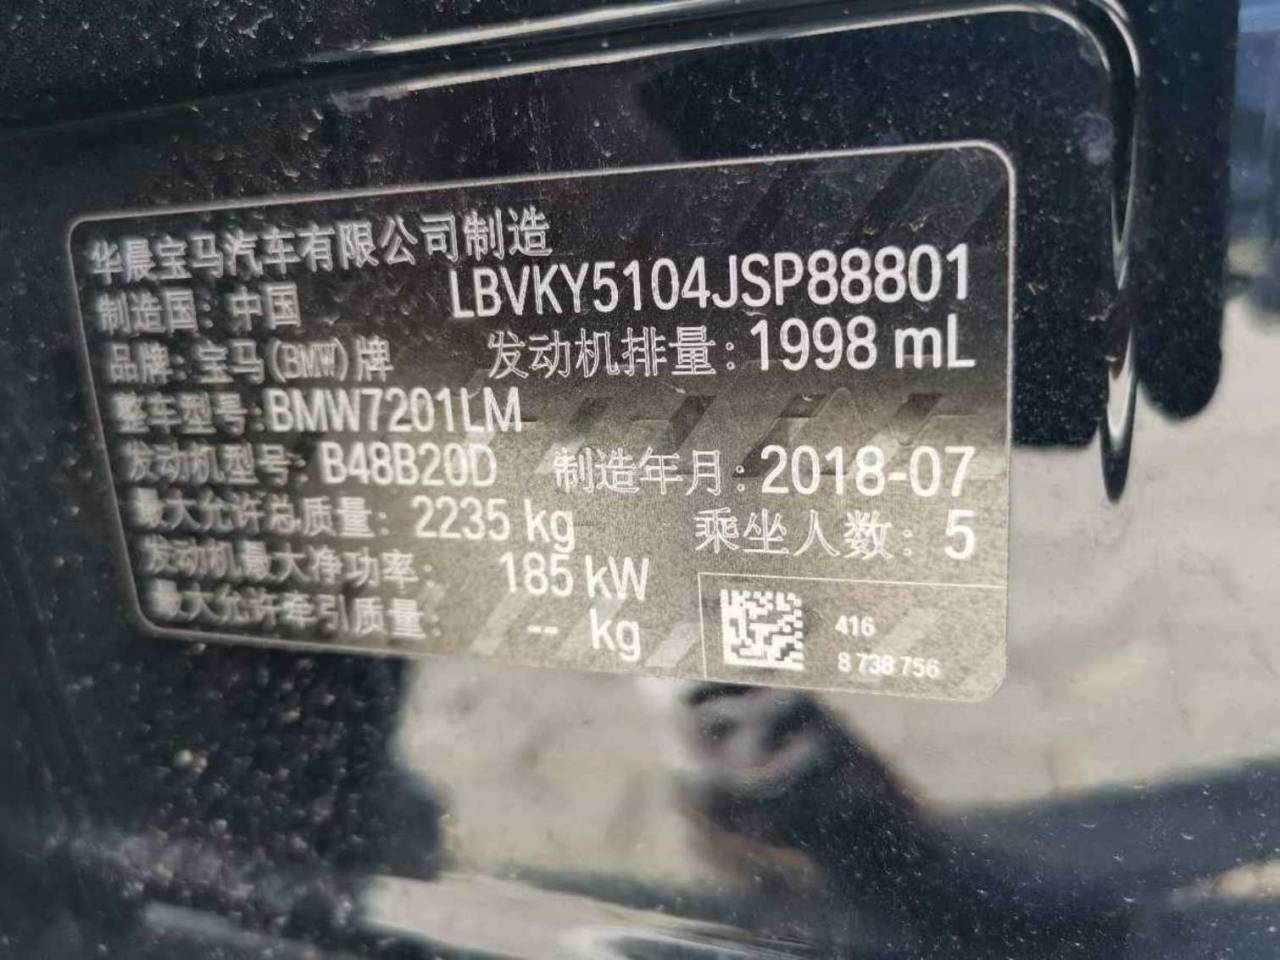 华晨宝马汽车有限公司制造
制造国：中国 LBVKY5104JSP88801
品牌：宝马(BMW)牌 发动机排量：1998 mL
整车型号：BMW7201LM
发动机型号：B48B20D 制造年月：2018-07
最大允许总质量：2235 kg 乘坐人数：5
发动机最大净功率：185 kW
最大允许牵引质量：-- kg
416
8 738 756